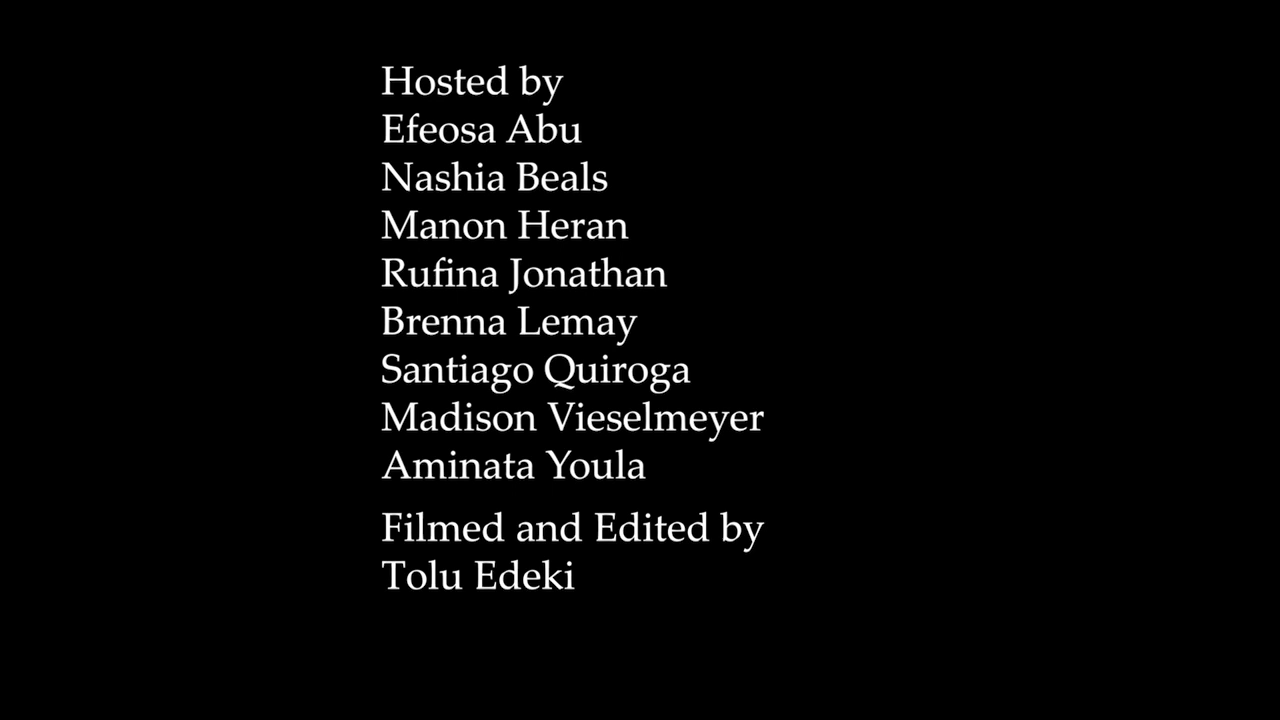 Hosted by
Efeosa Abu
Nashia Beals
Manon Heran
Rufina Jonathan
Brenna Lemay
Santiago Quiroga
Madison Vieselmeyer
Aminata Youla
Filmed and Edited by
Tolu Edeki